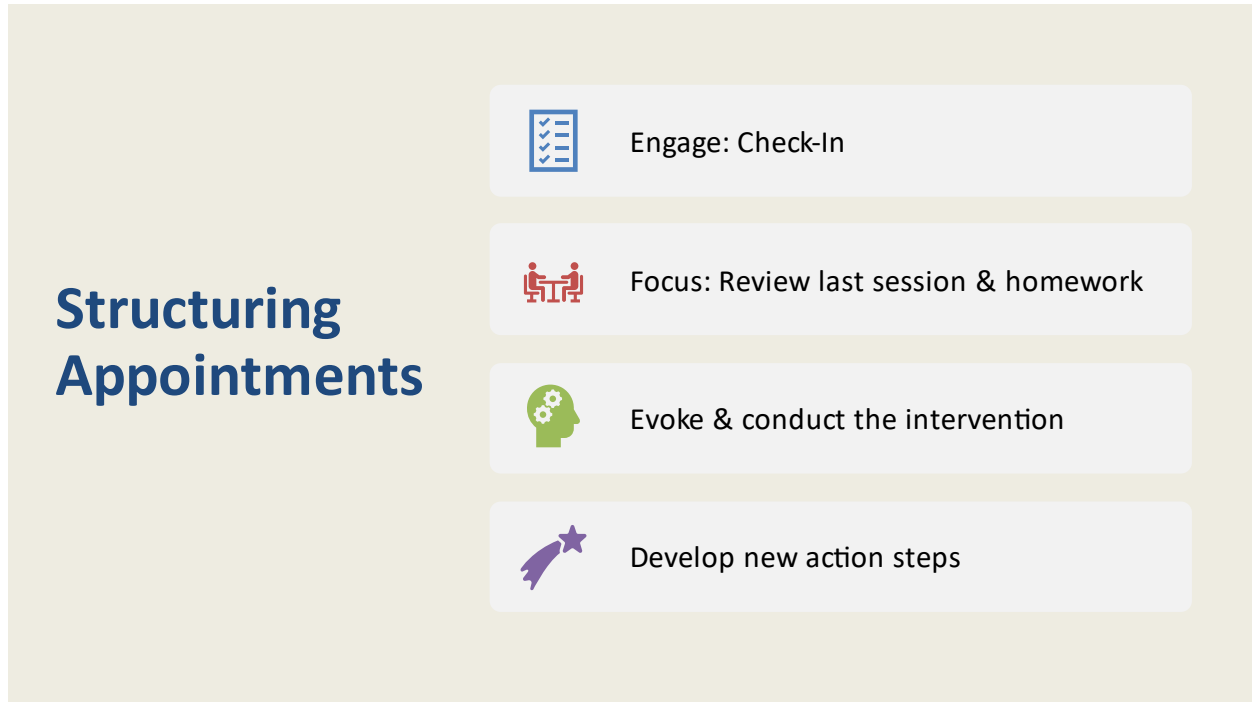 Structuring
Appointments
Engage: Check-In
Focus: Review last session & homework
Evoke & conduct the intervention
Develop new action steps